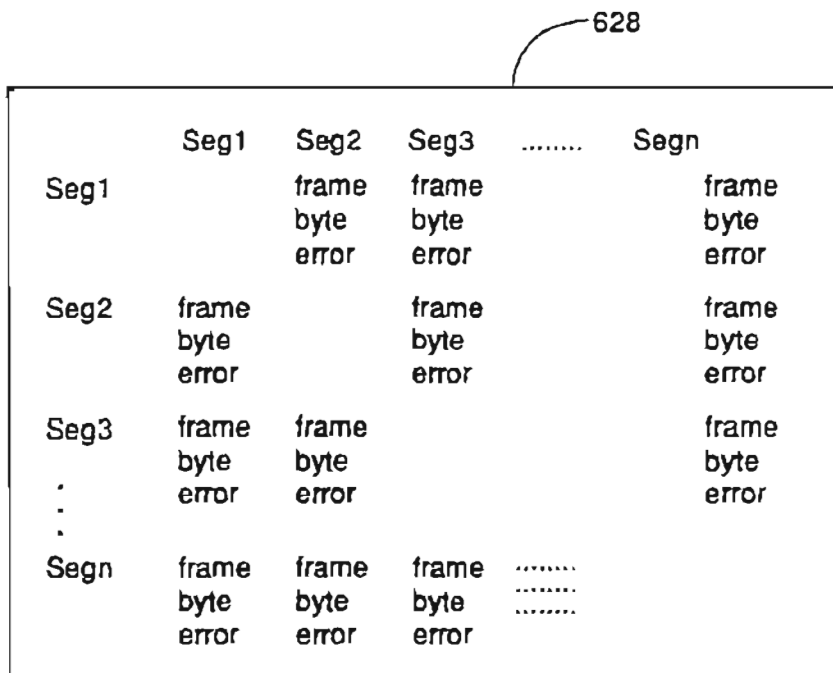 628
Seg1 Seg2 Seg3 ........ Segn
Seg1 frame frame frame
byte byte byte
error error error
Seg2 frame frame frame
byte byte byte
error error error
Seg3 frame frame frame
byte byte byte
error error error
Segn frame frame frame .......
byte byte byte .......
error error error .......